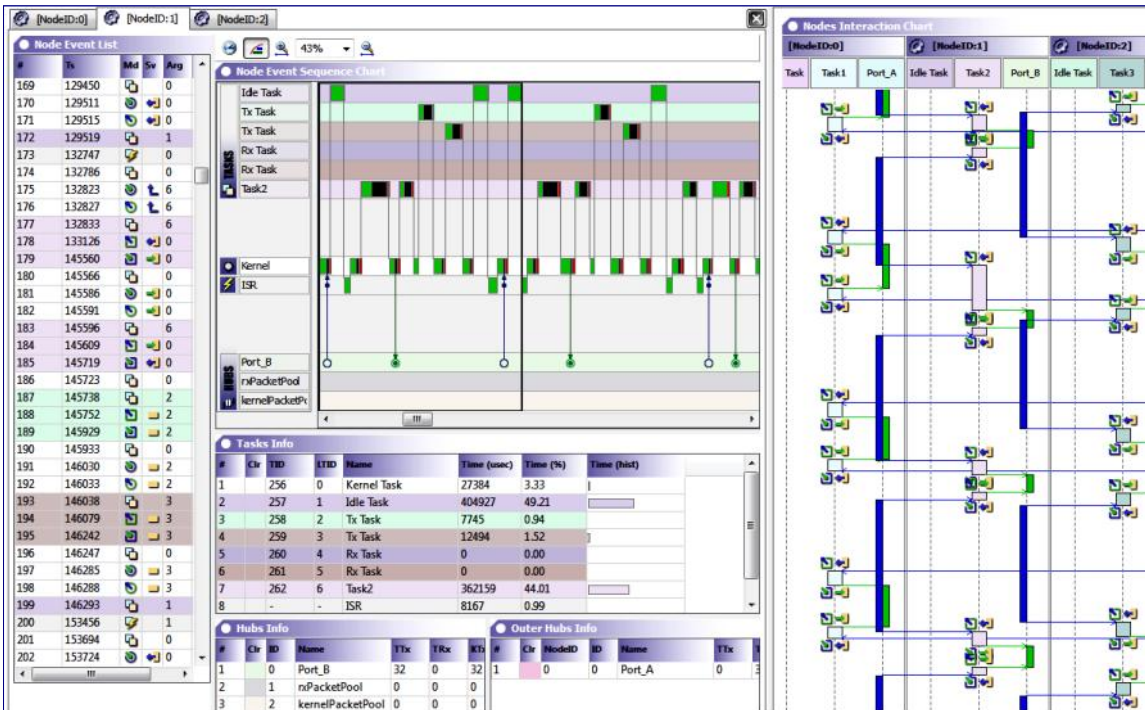 [NodeID:0] [NodeID:1] [NodeID:2]
Node Event List
# Ts Md Sv Arg
169 129450 0
170 129511 0
171 129515 0
172 129519 1
173 132747 0
174 132786 0
175 132823 6
176 132827 6
177 132833 6
178 133126 0
179 145560 0
180 145566 0
181 145586 0
182 145591 0
183 145596 6
184 145609 0
185 145719 0
186 145723 0
187 145738 2
188 145752 2
189 145929 2
190 145933 0
191 146030 2
192 146033 2
193 146038 3
194 146079 3
195 146242 3
196 146247 0
197 146285 3
198 146288 3
199 146293 1
200 153456 1
201 153694 0
202 153724 0
43%
Node Event Sequence Chart
TASKS
Idle Task
Tx Task
Tx Task
Rx Task
Rx Task
Task2
Kernel
ISR
HUBS
Port_B
rxPacketPool
kernelPacketPo
Tasks Info
# Clr TID LTID Name Time (usec) Time (%) Time (hist)
1 256 0 Kernel Task 27384 3.33
2 257 1 Idle Task 404927 49.21
3 258 2 Tx Task 7745 0.94
4 259 3 Tx Task 12494 1.52
5 260 4 Rx Task 0 0.00
6 261 5 Rx Task 0 0.00
7 262 6 Task2 362159 44.01
8 - - ISR 8167 0.99
Hubs Info
# Clr ID Name TTx TRx KTx
1 0 Port_B 32 0 32
2 1 rxPacketPool 0 0 0
3 2 kernelPacketPool 0 0 0
Outer Hubs Info
# Clr NodeID ID Name TTx T
1 0 0 Port_A 0 3
Nodes Interaction Chart
[NodeID:0] [NodeID:1] [NodeID:2]
Task Task1 Port_A Idle Task Task2 Port_B Idle Task Task3